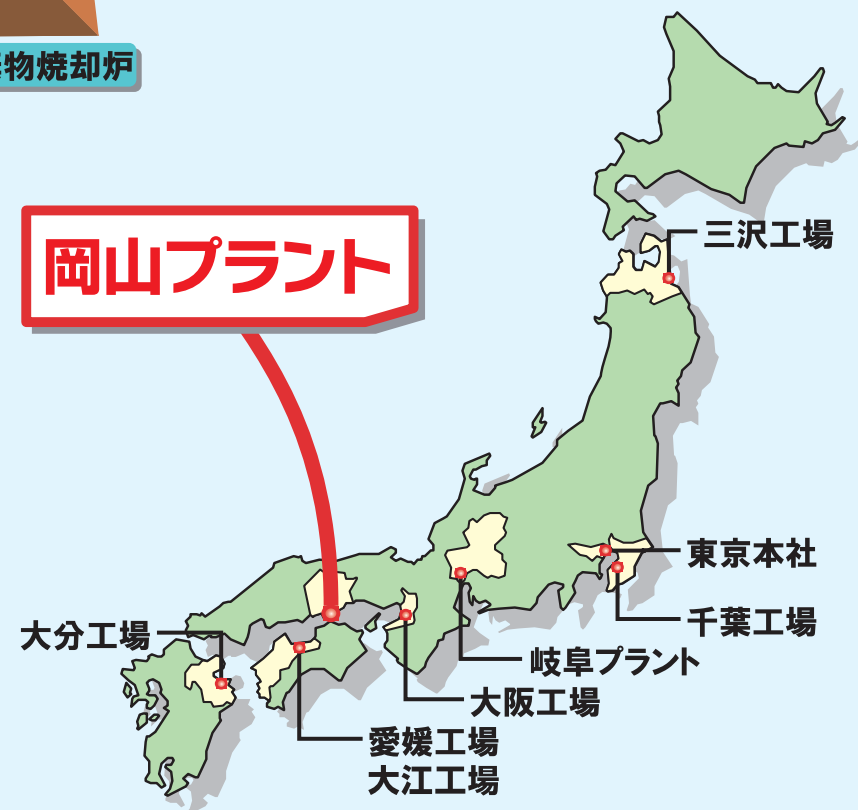 物焼却炉
三沢工場
岡山プラント
東京本社
千葉工場
大分工場
岐阜プラント
大阪工場
愛媛工場
大江工場